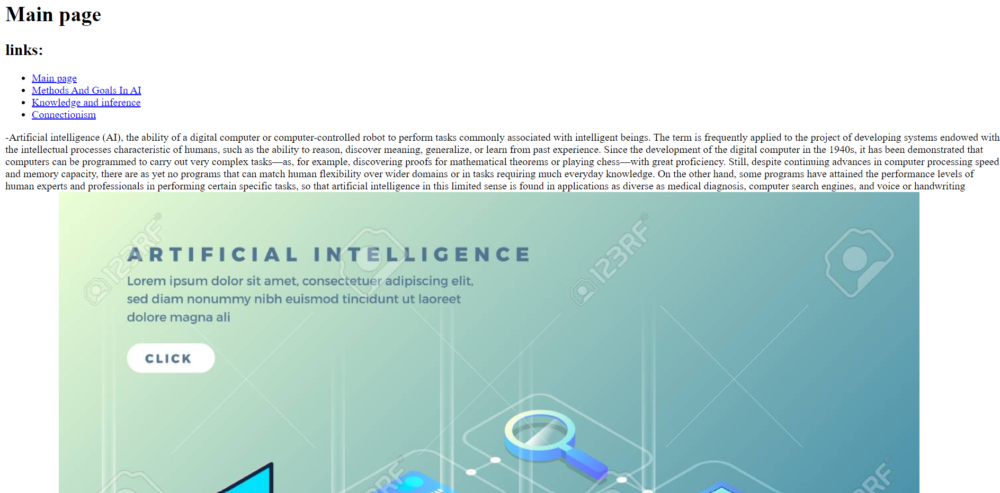 Main page
links:
Main page
Methods And Goals In AI
Knowledge and inference
Connectionism
-Artificial intelligence (AI), the ability of a digital computer or computer-controlled robot to perform tasks commonly associated with intelligent beings. The term is frequently applied to the project of developing systems endowed with
the intellectual processes characteristic of humans, such as the ability to reason, discover meaning, generalize, or learn from past experience. Since the development of the digital computer in the 1940s, it has been demonstrated that
computers can be programmed to carry out very complex tasks—as, for example, discovering proofs for mathematical theorems or playing chess—with great proficiency. Still, despite continuing advances in computer processing speed
and memory capacity, there are as yet no programs that can match human flexibility over wider domains or in tasks requiring much everyday knowledge. On the other hand, some programs have attained the performance levels of
human experts and professionals in performing certain specific tasks, so that artificial intelligence in this limited sense is found in applications as diverse as medical diagnosis, computer search engines, and voice or handwriting
123RF®
123RF®
ARTIFICIAL INTELLIGENCE
Lorem ipsum dolor sit amet, consectetuer adipiscing elit,
sed diam nonummy nibh euismod tincidunt ut laoreet
dolore magna ali
CLICK
RF®
RF®